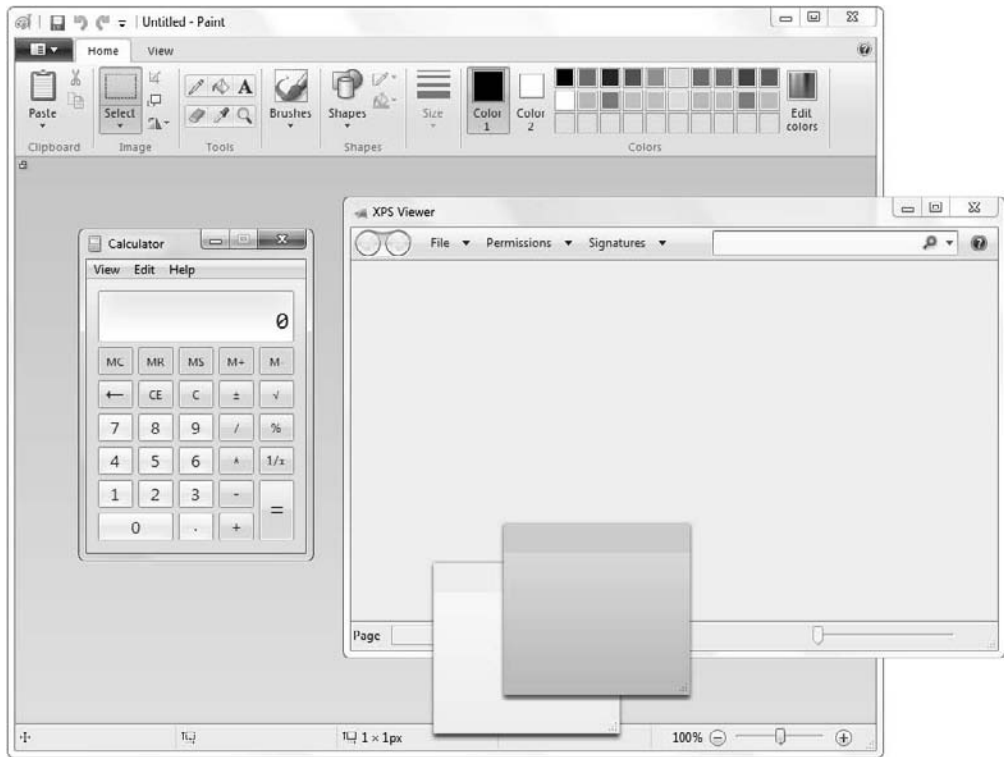 Untitled - Paint
Home View
Paste
Select
A
Brushes
Shapes
Size
Color 1
Color 2
Edit colors
Clipboard Image Tools Shapes Colors
XPS Viewer
File Permissions Signatures
Calculator
View Edit Help
0
MC MR MS M+ M-
← CE C ± √
7 8 9 / %
4 5 6 * 1/x
1 2 3 - =
0 . +
Page
1 × 1px
100%